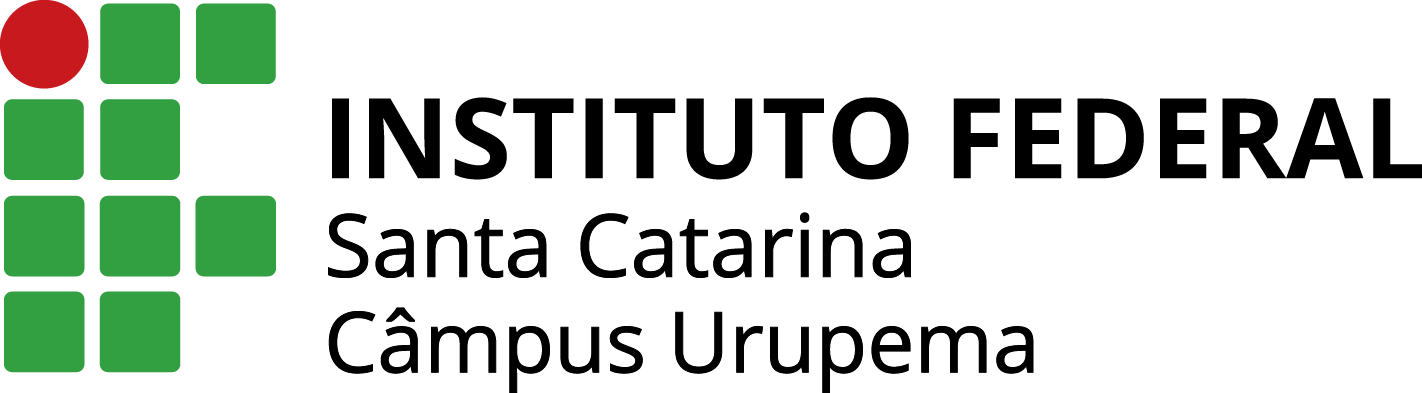 INSTITUTO FEDERAL
Santa Catarina
Câmpus Urupema